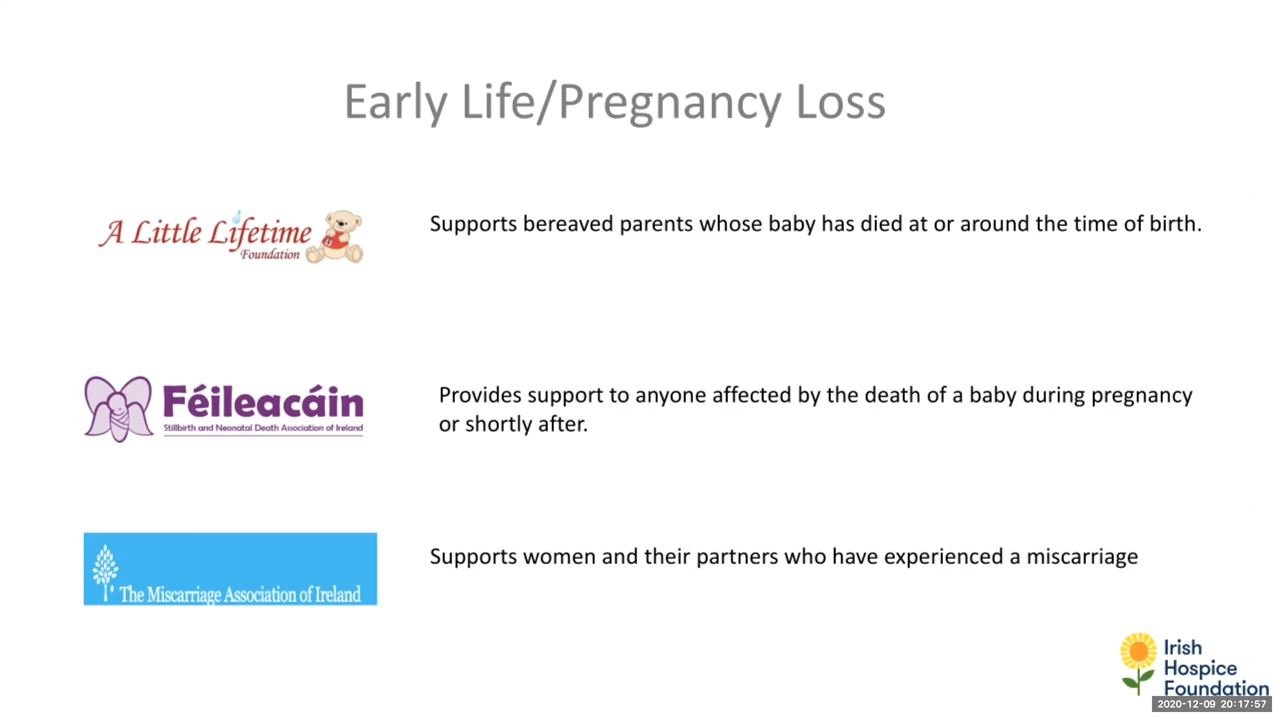 Early Life/Pregnancy Loss
A Little Lifetime
Foundation
Supports bereaved parents whose baby has died at or around the time of birth.
Féileacáin
Stillbirth and Neonatal Death Association of Ireland
Provides support to anyone affected by the death of a baby during pregnancy
or shortly after.
The Miscarriage Association of Ireland
Supports women and their partners who have experienced a miscarriage
Irish
Hospice
Foundation
2020-12-09 20:17:57